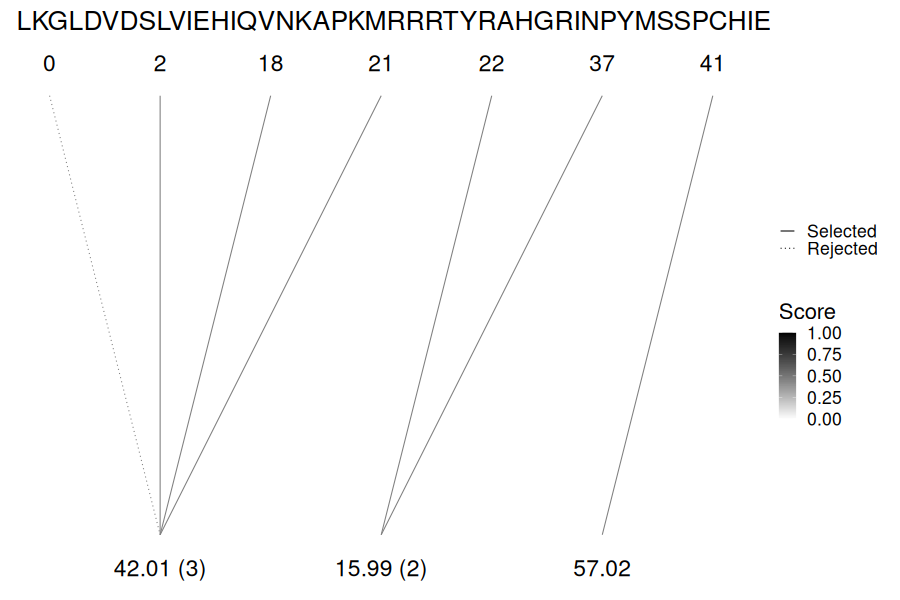 LKGLDVDSLVIEHIQVNKAPKMRRRTYRAHGRINPYMSSPCHIE
0 2 18 21 22 37 41
Selected
Rejected
Score
1.00
0.75
0.50
0.25
0.00
42.01 (3) 15.99 (2) 57.02